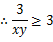 ∴ 3/xy ≥ 3